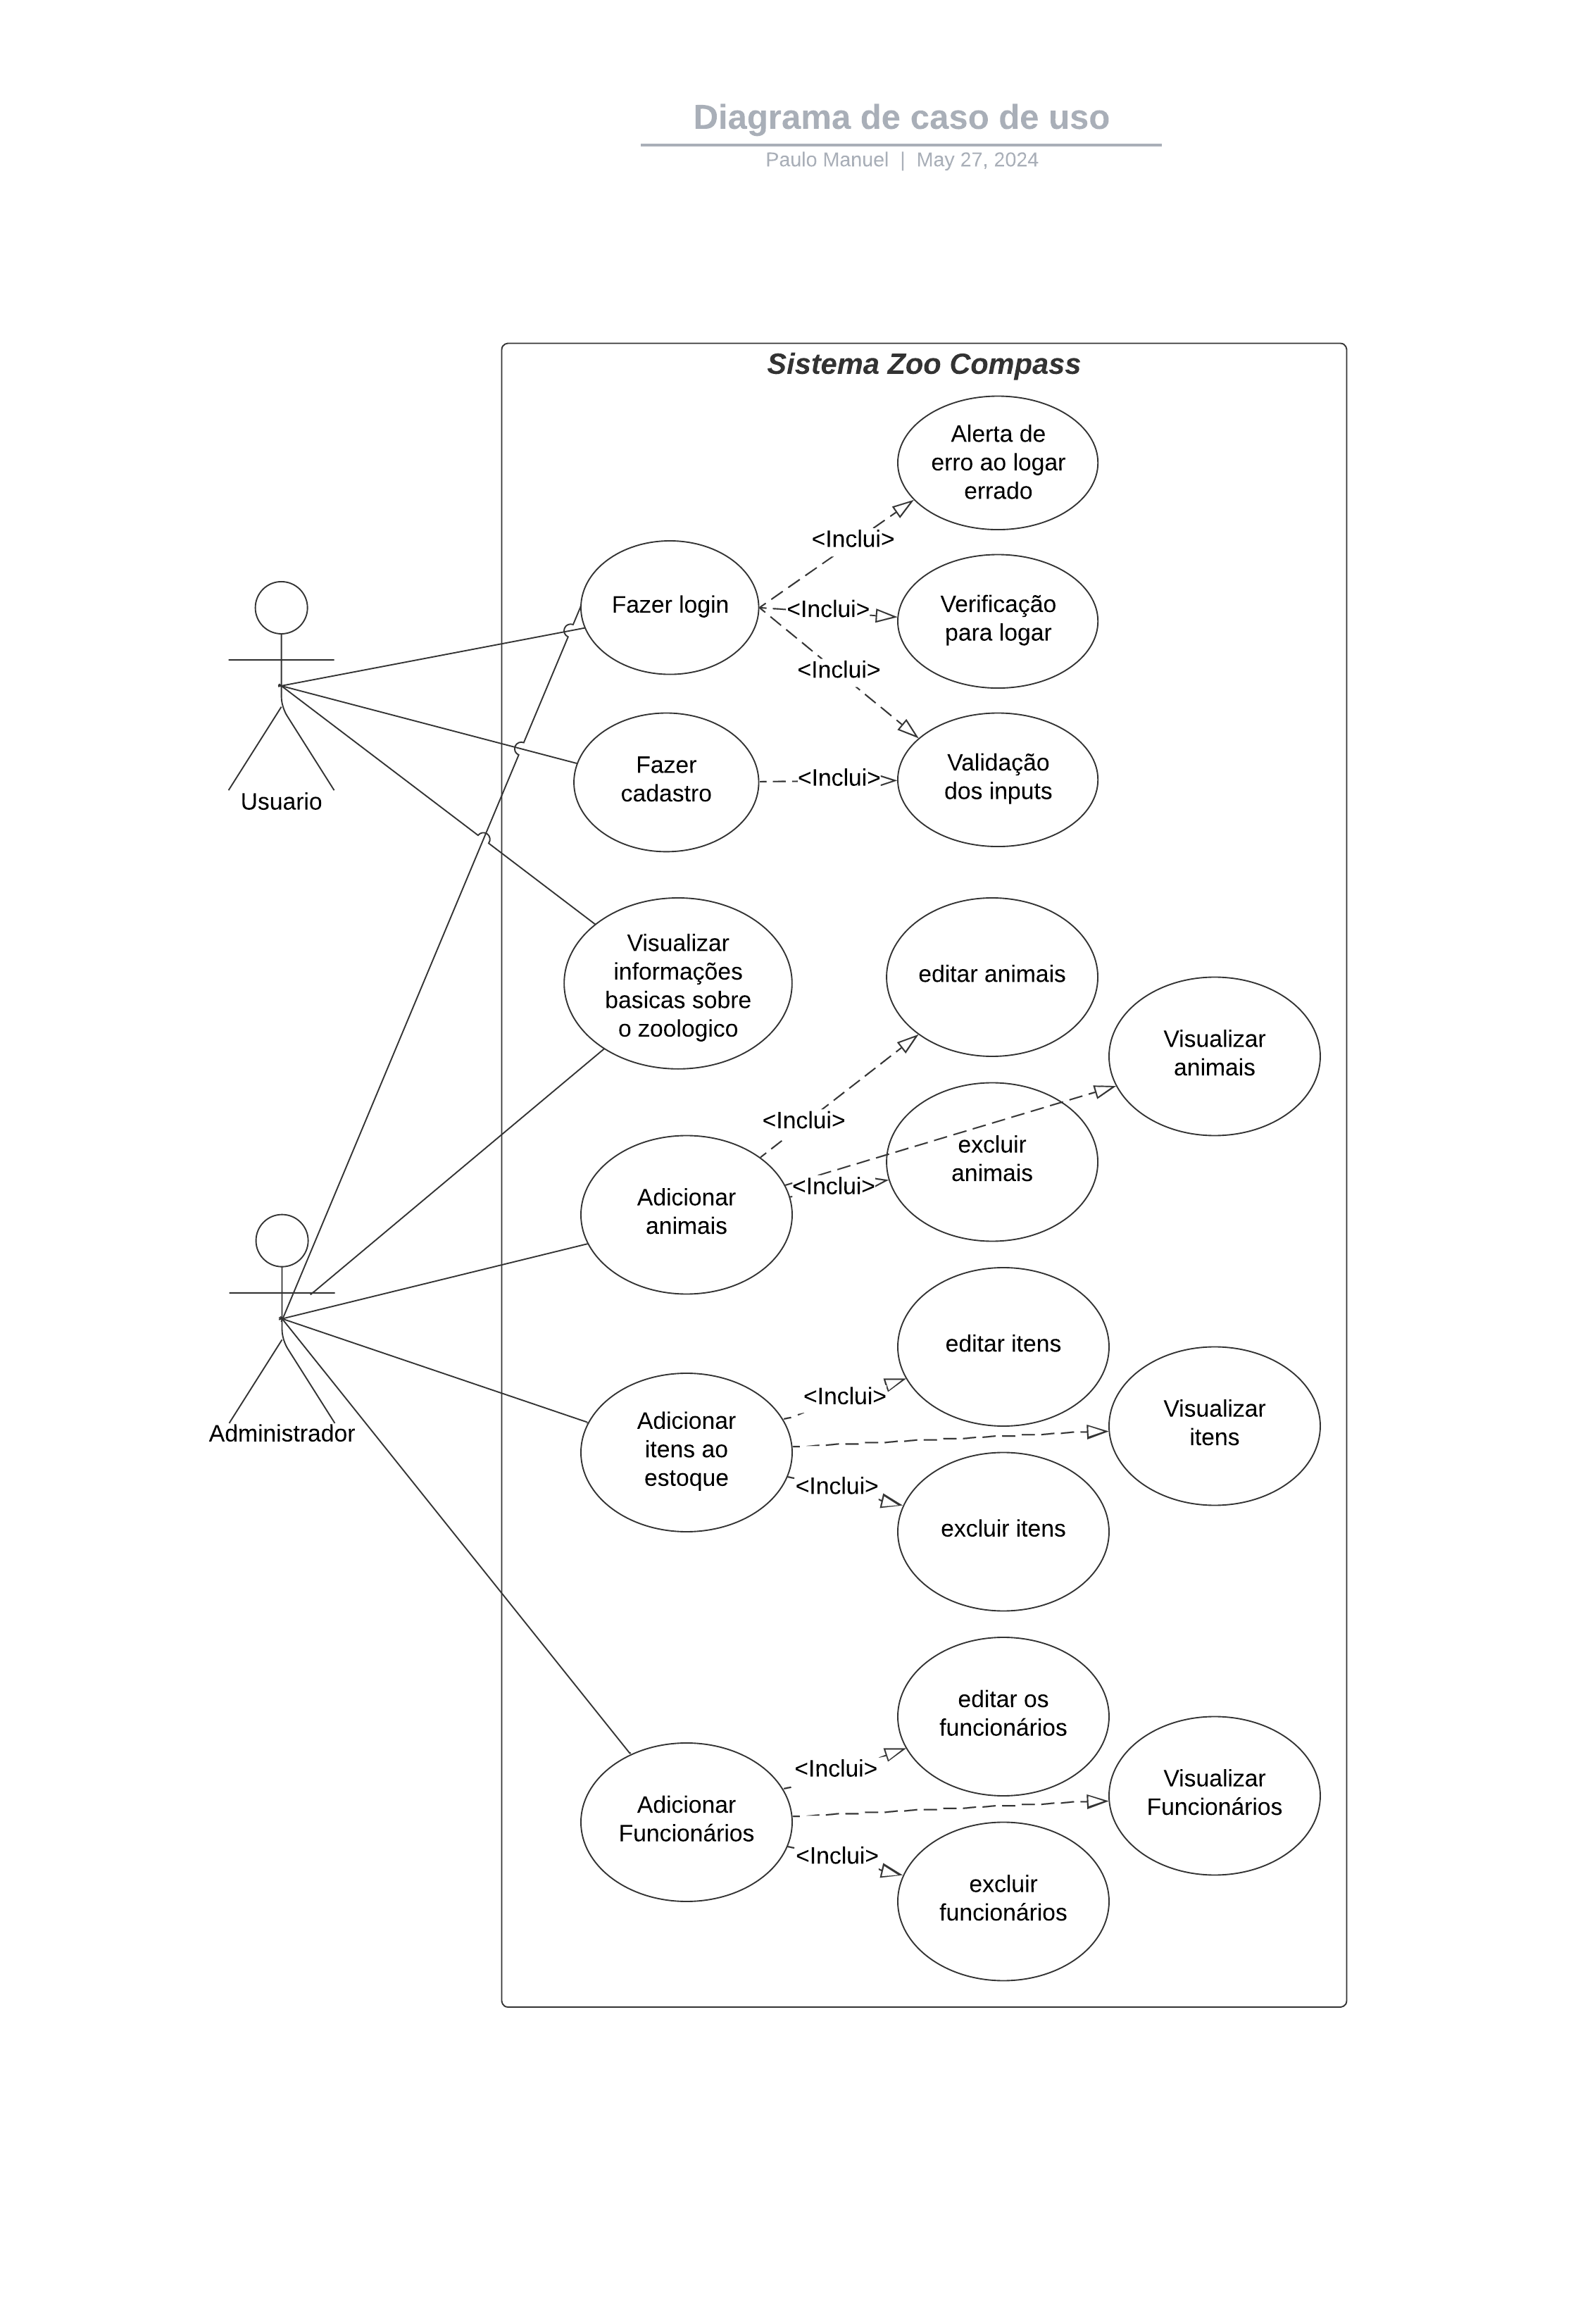 Diagrama de caso de uso
Paulo Manuel | May 27, 2024
Sistema Zoo Compass
Alerta de
erro ao logar
errado
<Inclui>
Fazer login
<Inclui>
Verificação
para logar
<Inclui>
Usuario
Fazer
cadastro
<Inclui>
Validação
dos inputs
Visualizar
informações
basicas sobre
o zoologico
editar animais
Visualizar
animais
<Inclui>
excluir
animais
<Inclui>
Adicionar
animais
Administrador
editar itens
<Inclui>
Visualizar
itens
Adicionar
itens ao
estoque
<Inclui>
excluir itens
editar os
funcionários
<Inclui>
Visualizar
Funcionários
Adicionar
Funcionários
<Inclui>
excluir
funcionários